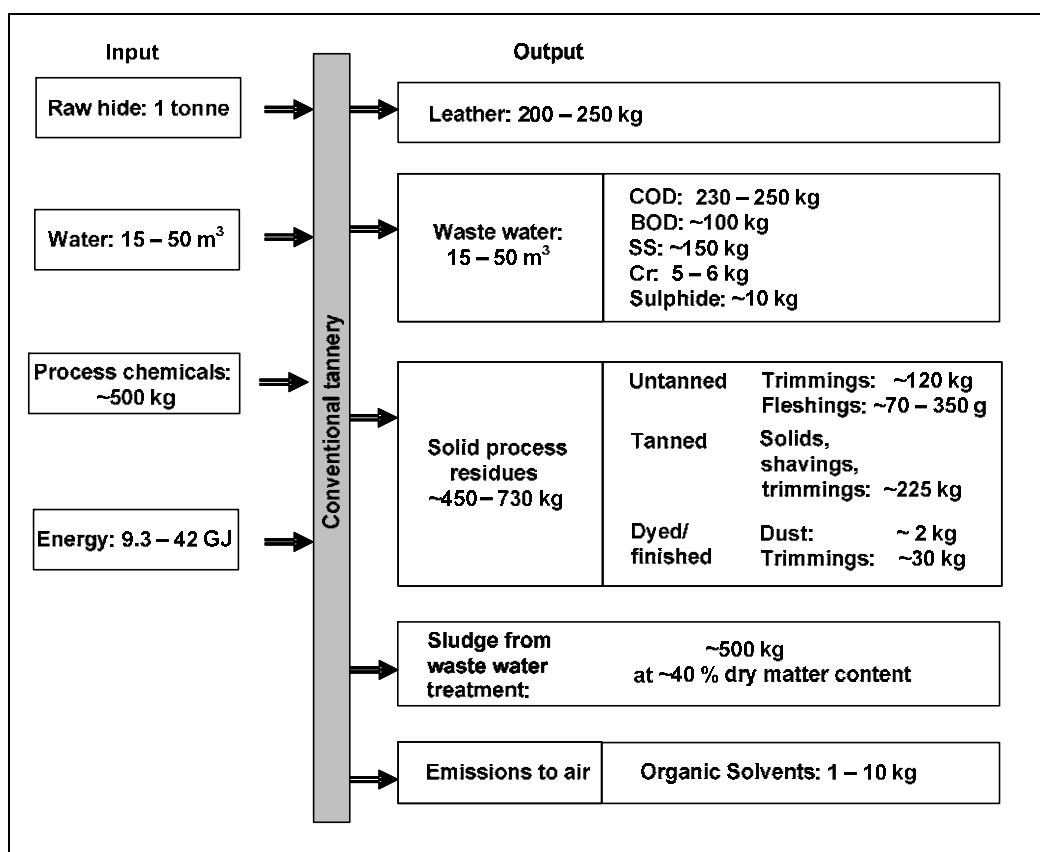 Input
Output
Raw hide: 1 tonne
Leather: 200 – 250 kg
Water: 15 – 50 m³
Waste water:
15 – 50 m³
COD: 230 – 250 kg
BOD: ~100 kg
SS: ~150 kg
Cr: 5 – 6 kg
Sulphide: ~10 kg
Process chemicals:
~500 kg
Conventional tannery
Solid process
residues
~450 – 730 kg
Untanned Trimmings: ~120 kg
Fleshings: ~70 – 350 g
Tanned Solids,
shavings,
trimmings: ~225 kg
Dyed/ Dust: ~ 2 kg
finished Trimmings: ~30 kg
Energy: 9.3 – 42 GJ
Sludge from
waste water
treatment:
~500 kg
at ~40 % dry matter content
Emissions to air
Organic Solvents: 1 – 10 kg